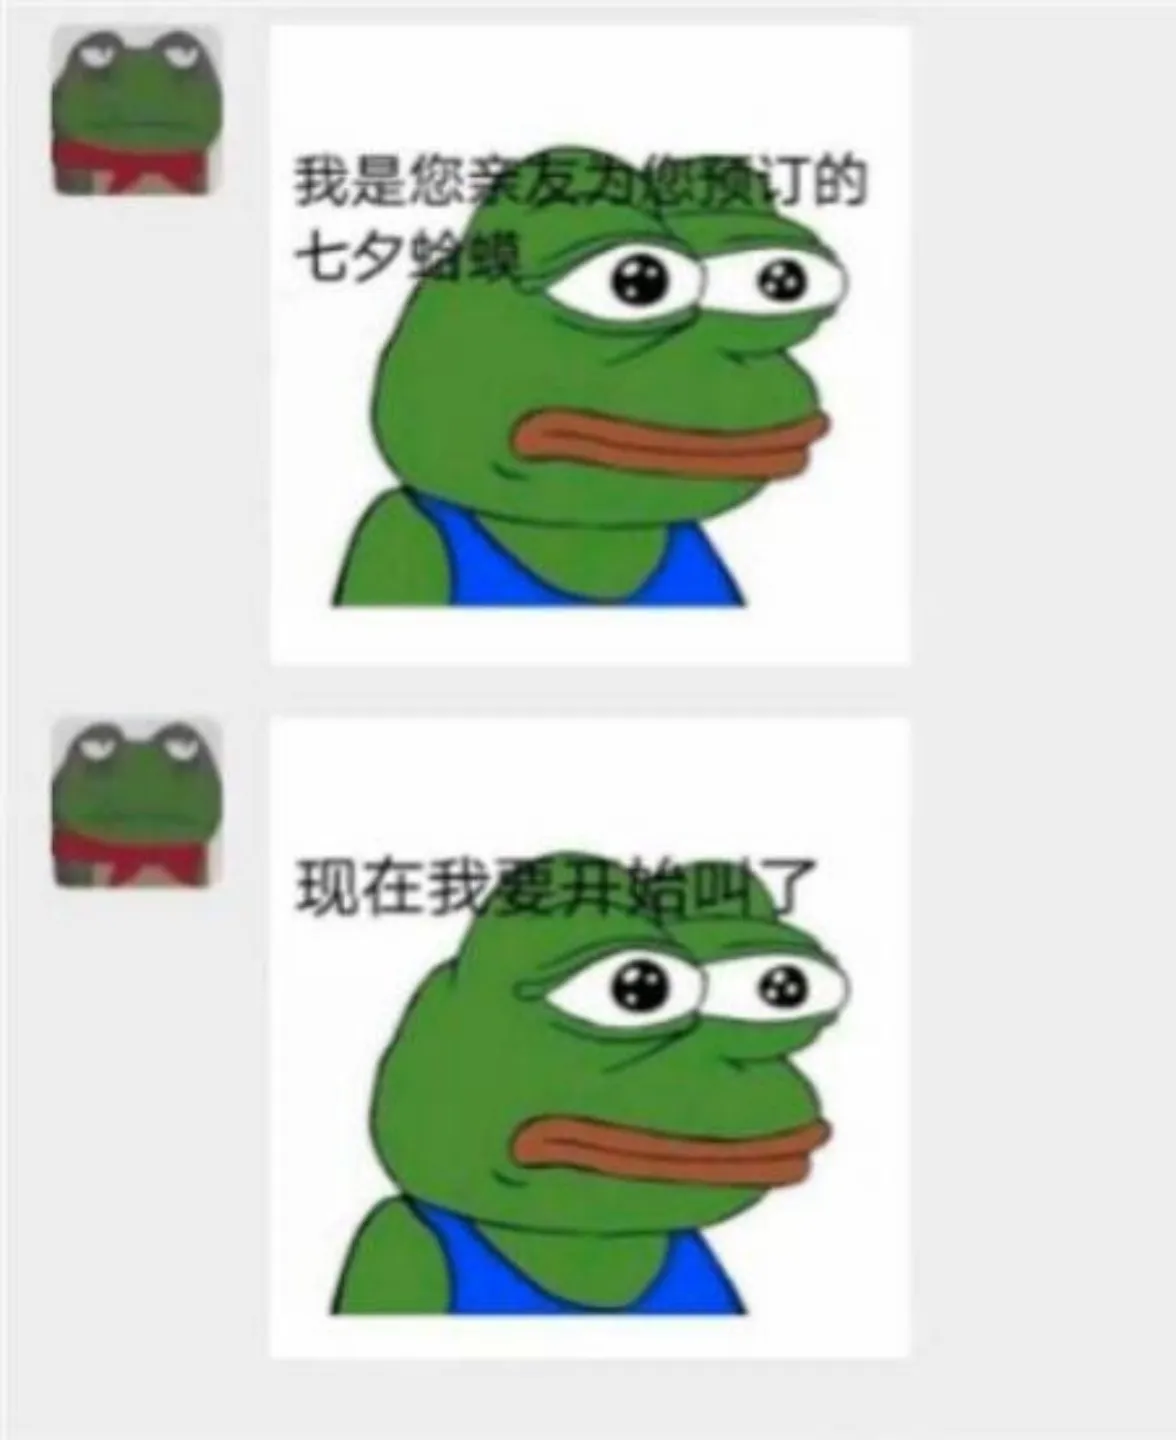 我是您亲友为您预订的
七夕蛤蟆
现在我要开始叫了